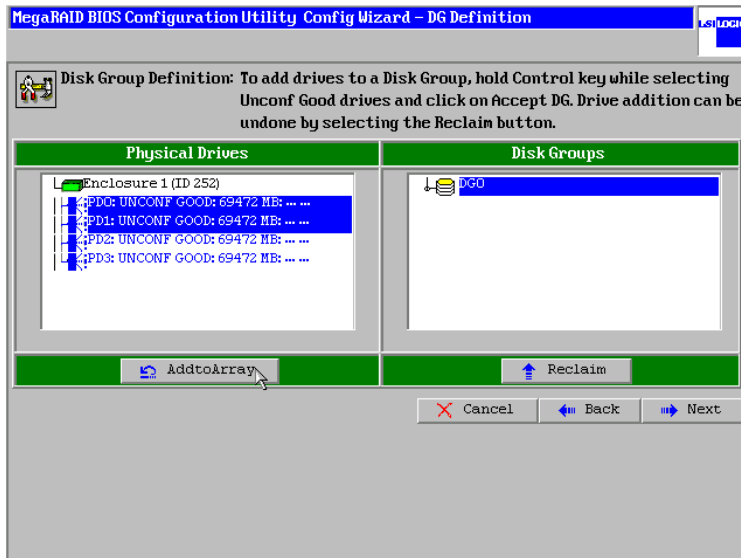 MegaRAID BIOS Configuration Utility Config Wizard – DG Definition
LSI LOGIC
Disk Group Definition: To add drives to a Disk Group, hold Control key while selecting
Unconf Good drives and click on Accept DG. Drive addition can be
undone by selecting the Reclaim button.
Physical Drives
Disk Groups
Enclosure 1 (ID 252)
PD0: UNCONF GOOD: 69472 MB: ... ...
PD1: UNCONF GOOD: 69472 MB: ... ...
PD2: UNCONF GOOD: 69472 MB: ... ...
PD3: UNCONF GOOD: 69472 MB: ... ...
DG0
AddtoArray
Reclaim
Cancel
Back
Next